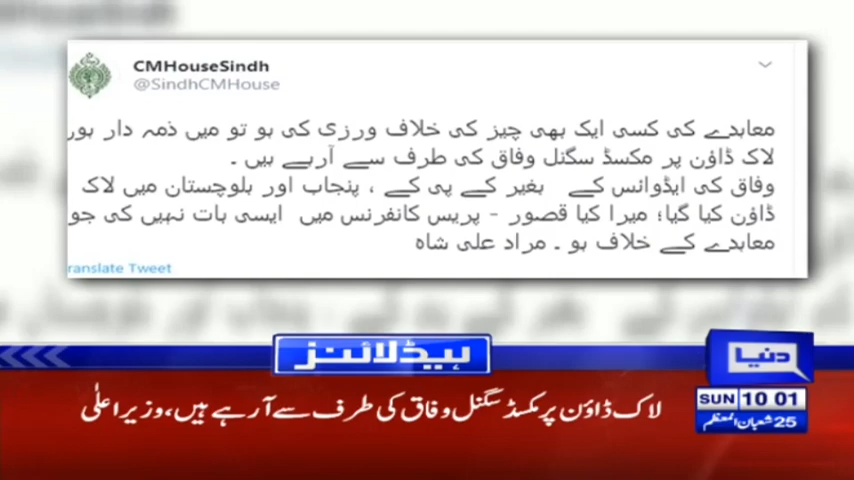 CMHouseSindh
@SindhCMHouse
معاہدے کی کسی ایک بھی چیز کی خلاف ورزی کی ہو تو میں ذمہ دار ہوں
لاک ڈاؤن پر مکسڈ سگنل وفاق کی طرف سے آرہے ہیں ۔
وفاق کی ایڈوائس کے بغیر کے پی کے ، پنجاب اور بلوچستان میں لاک
ڈاؤن کیا گیا؛ میرا کیا قصور - پریس کانفرنس میں ایسی بات نہیں کی جو
معاہدے کے خلاف ہو ۔ مراد علی شاہ
ranslate Tweet
ہیڈلائنز
دنیا
لاک ڈاؤن پر مکسڈ سگنل وفاق کی طرف سے آ رہے ہیں، وزیراعلٰی
SUN 10 01
25 شعبان المعظم